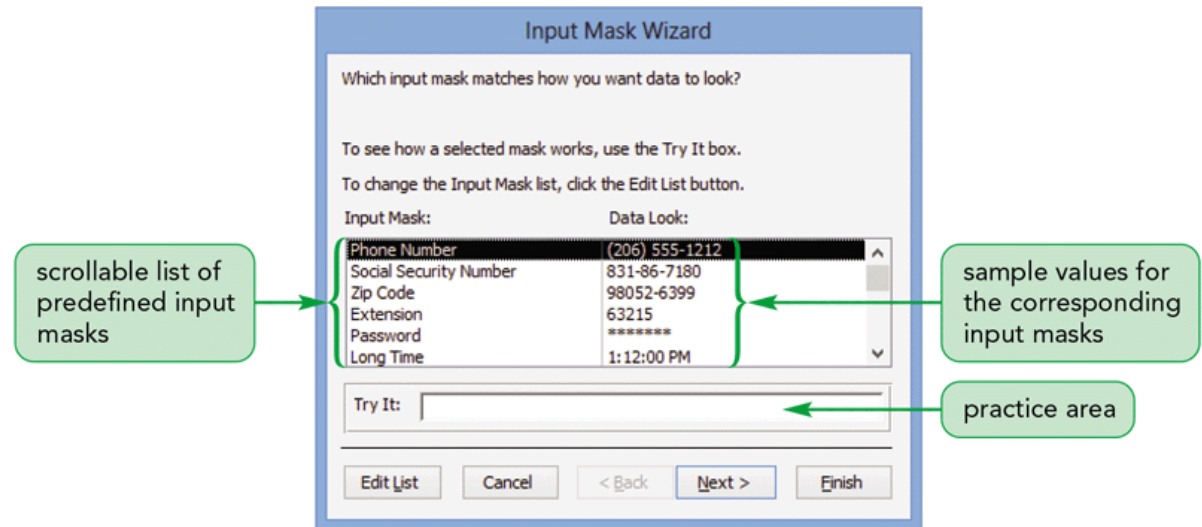 Input Mask Wizard
Which input mask matches how you want data to look?
To see how a selected mask works, use the Try It box.
To change the Input Mask list, click the Edit List button.
Input Mask: Data Look:
Phone Number (206) 555-1212
Social Security Number 831-86-7180
Zip Code 98052-6399
Extension 63215
Password *******
Long Time 1:12:00 PM
Try It:
Edit List Cancel < Back Next > Finish
scrollable list of
predefined input
masks
sample values for
the corresponding
input masks
practice area